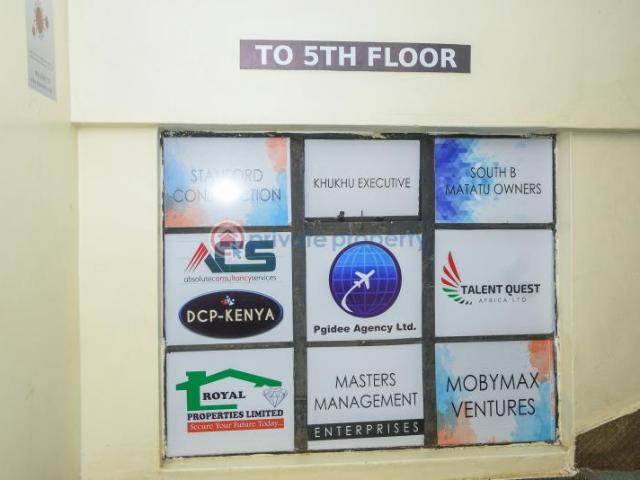 TO 5TH FLOOR
STANFORD
CONNECTION
KHUKHU EXECUTIVE
SOUTH B
MATATU OWNERS
private property
ACS
absoluteconsultancyservices
DCP-KENYA
Pgidee Agency Ltd.
TALENT QUEST
AFRICA LTD
ROYAL
PROPERTIES LIMITED
Secure Your Future Today...
MASTERS
MANAGEMENT
ENTERPRISES
MOBYMAX
VENTURES